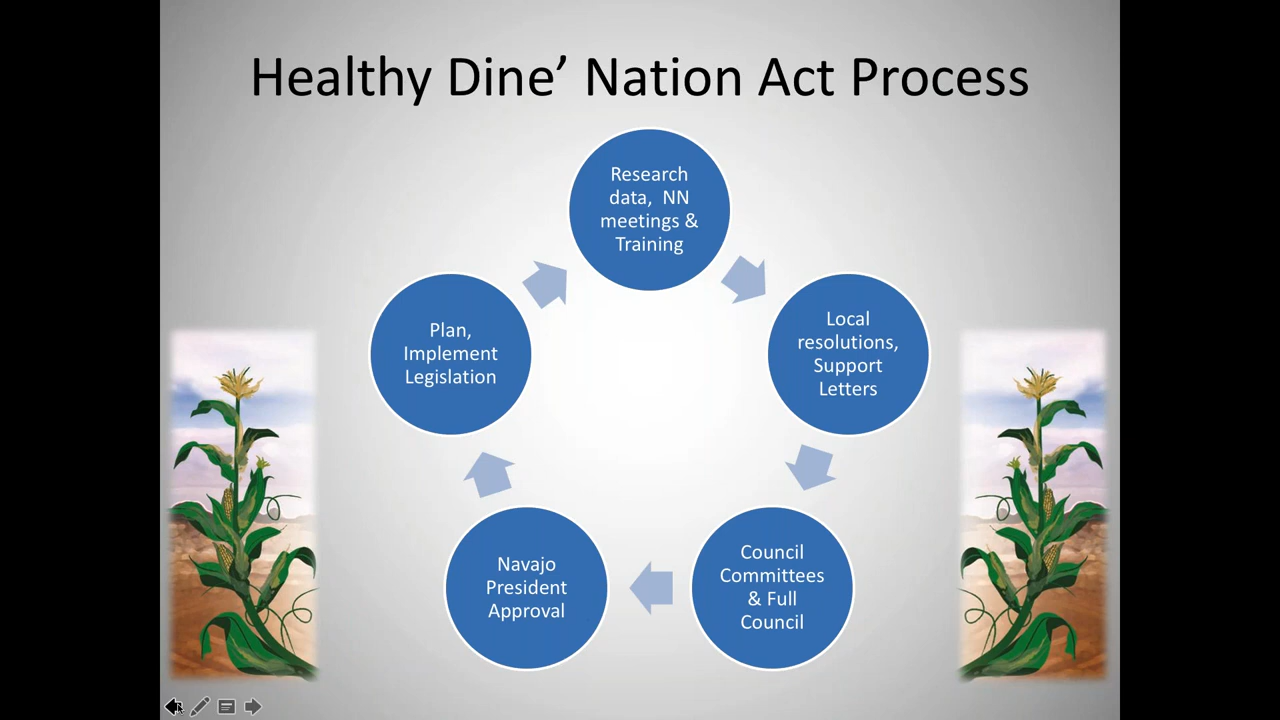 Healthy Dine’ Nation Act Process
Research
data,  NN
meetings &
Training
Local
resolutions,
Support
Letters
Council
Committees
& Full
Council
Navajo
President
Approval
Plan,
Implement
Legislation